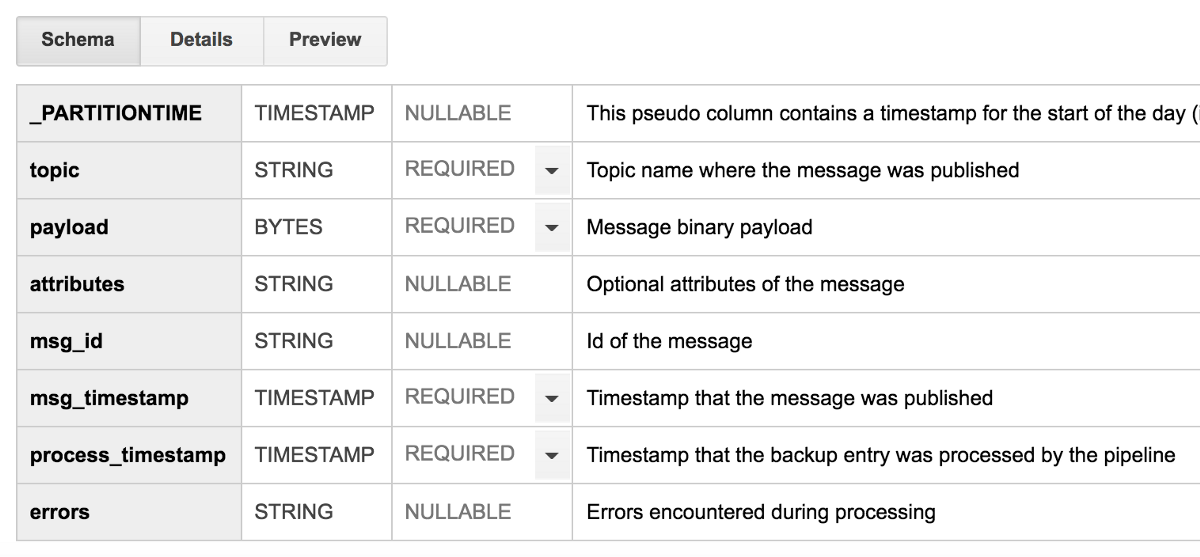 Schema Details Preview
_PARTITIONTIME TIMESTAMP NULLABLE This pseudo column contains a timestamp for the start of the day (
topic STRING REQUIRED Topic name where the message was published
payload BYTES REQUIRED Message binary payload
attributes STRING NULLABLE Optional attributes of the message
msg_id STRING NULLABLE Id of the message
msg_timestamp TIMESTAMP REQUIRED Timestamp that the message was published
process_timestamp TIMESTAMP REQUIRED Timestamp that the backup entry was processed by the pipeline
errors STRING NULLABLE Errors encountered during processing